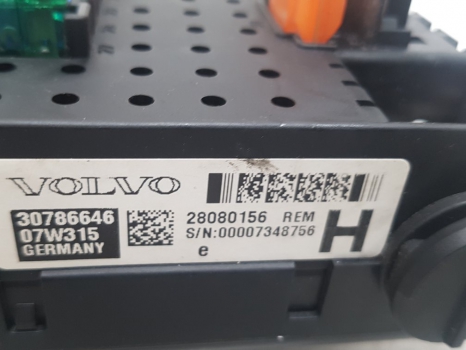 VOLVO
30786646
07W315
GERMANY
28080156 REM
S/N:00007348756
e
H